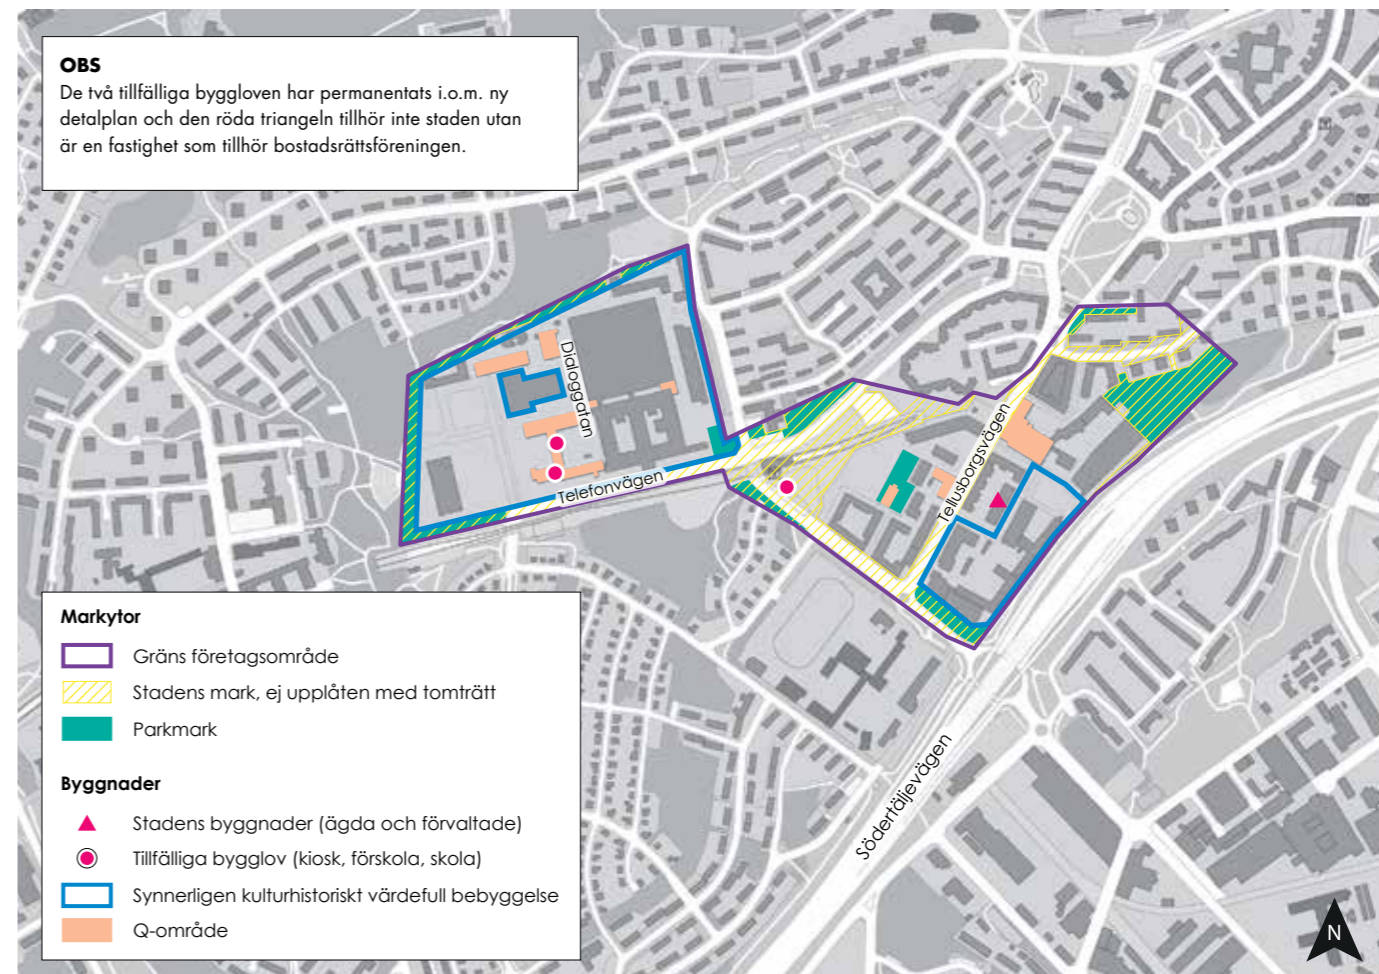 OBS
De två tillfälliga byggloven har permanentats i.o.m. ny
detalplan och den röda triangeln tillhör inte staden utan
är en fastighet som tillhör bostadsrättsföreningen.
Dialoggatan
Telefonvägen
Tellusborgsvägen
Södertäljevägen
Markytor
Gräns företagsområde
Stadens mark, ej upplåten med tomträtt
Parkmark
Byggnader
Stadens byggnader (ägda och förvaltade)
Tillfälliga bygglov (kiosk, förskola, skola)
Synnerligen kulturhistoriskt värdefull bebyggelse
Q-område
N